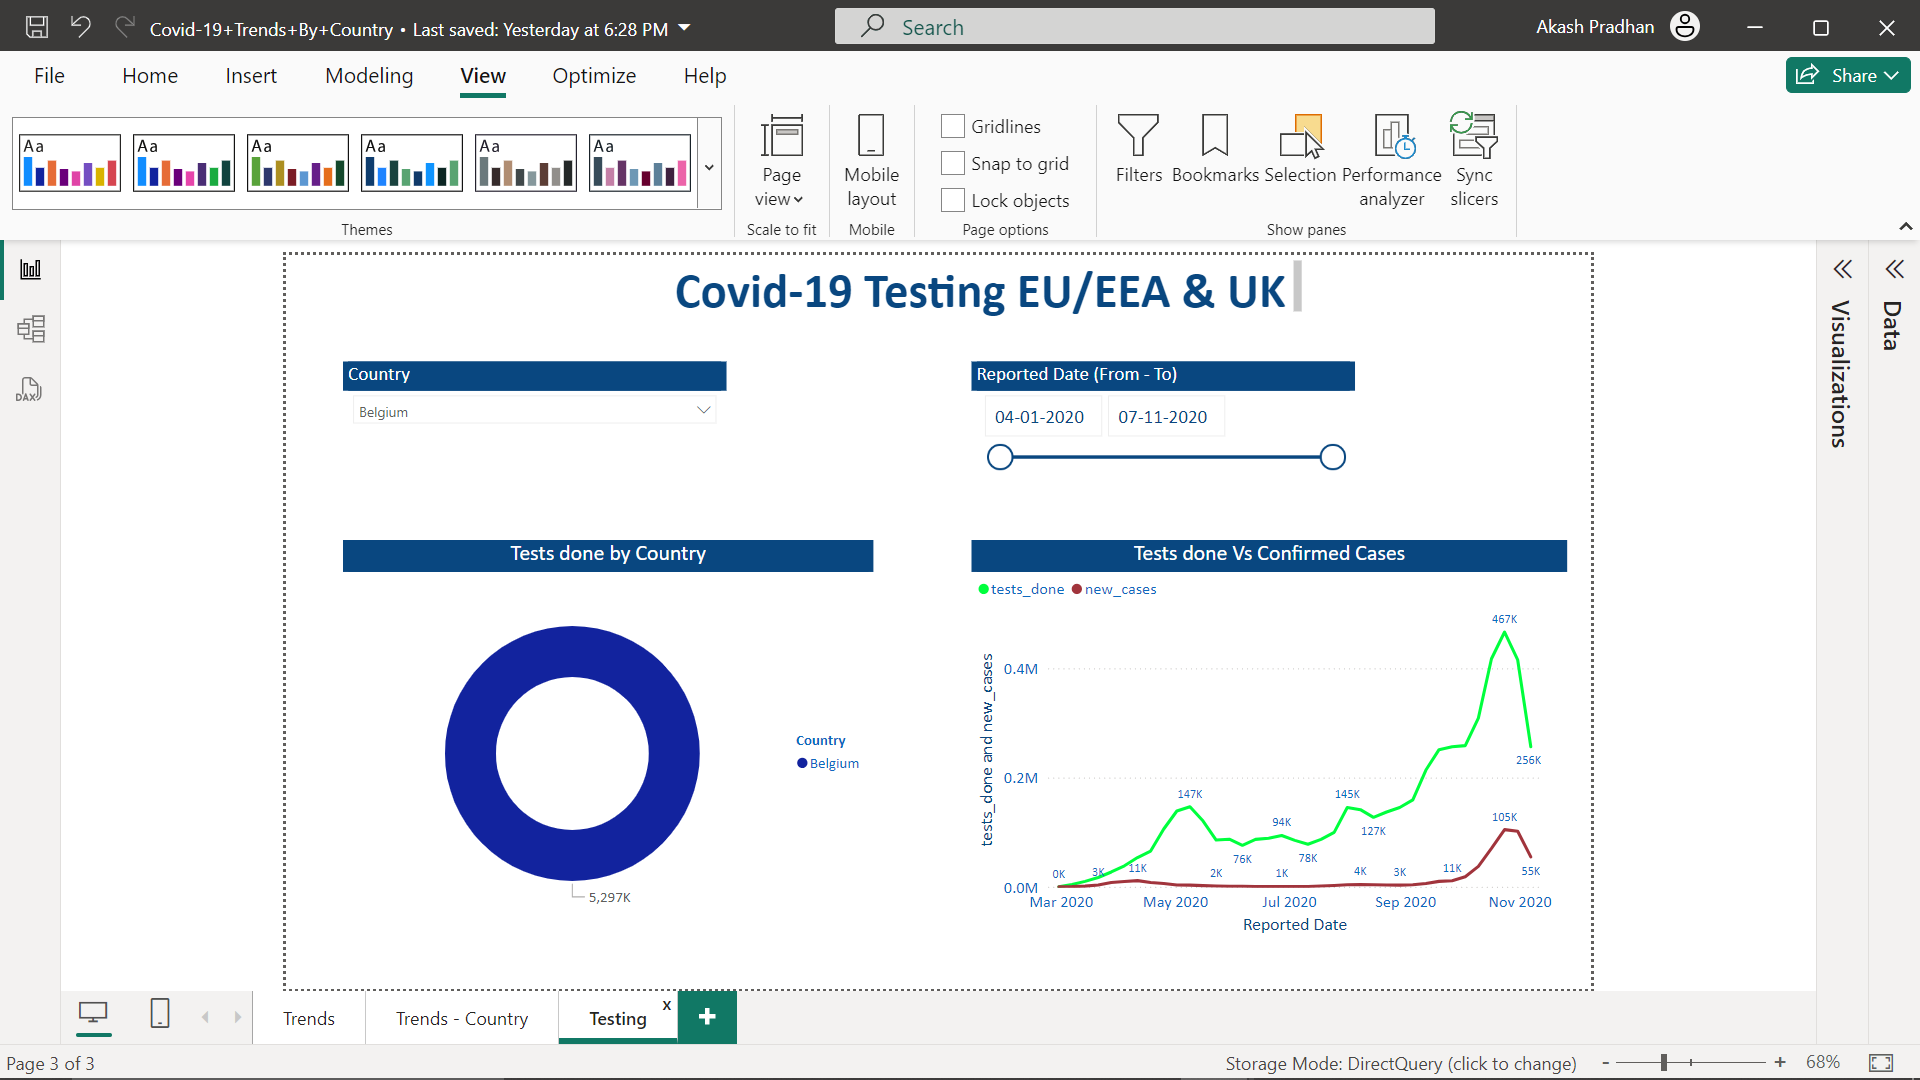 Covid-19+Trends+By+Country • Last saved: Yesterday at 6:28 PM
Search
Akash Pradhan
File Home Insert Modeling View Optimize Help
Share
Aa Aa Aa Aa Aa Aa
Themes
Page view
Scale to fit
Mobile layout
Mobile
Gridlines
Snap to grid
Lock objects
Page options
Filters
Bookmarks
Selection
Performance analyzer
Sync slicers
Show panes
DAX
Covid-19 Testing EU/EEA & UK
Country
Belgium
Reported Date (From - To)
04-01-2020 07-11-2020
Visualizations
Data
Tests done by Country
Country
Belgium
5,297K
Tests done Vs Confirmed Cases
tests_done new_cases
tests_done and new_cases
0.4M
0.2M
0.0M
467K
256K
147K
145K
94K
127K
105K
76K
78K
0K
3K
11K
2K
1K
4K
3K
11K
55K
Mar 2020 May 2020 Jul 2020 Sep 2020 Nov 2020
Reported Date
Trends
Trends - Country
Testing
x
+
Page 3 of 3
Storage Mode: DirectQuery (click to change)
- + 68%